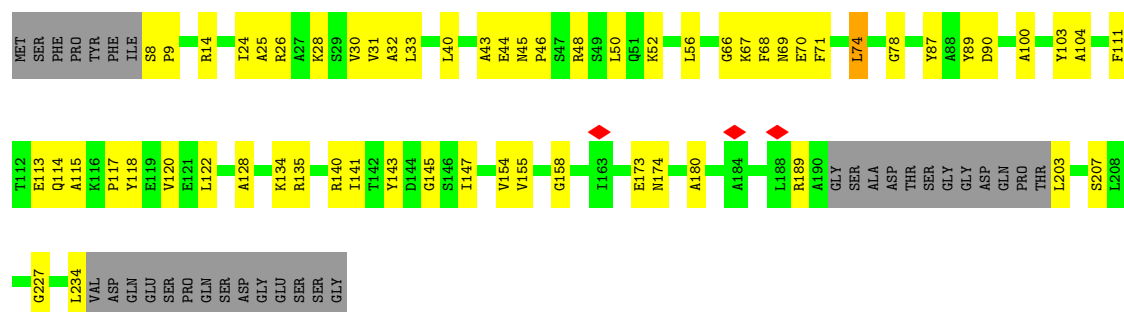 MET SER PHE PRO TYR PHE ILE S8 P9 R14 I24 A25 R26 A27 K28 S29 V30 V31 A32 L33 L40 A43 E44 N45 P46 S47 R48 S49 L50 Q51 K52 L56 G66 K67 F68 N69 E70 F71 L74 G78 Y87 A88 Y89 D90 A100 Y103 A104 F111
T112 E113 Q114 A115 K116 P117 Y118 E119 V120 E121 L122 A128 K134 R135 R140 I141 T142 Y143 D144 G145 S146 I147 V154 V155 G158 I163 E173 N174 A180 A184 L188 R189 A190 GLY SER ALA ASP THR SER GLY GLY ASP GLN PRO THR L203 S207 L208
G227 L234 VAL ASP GLN GLU SER PRO GLN SER ASP GLY GLU SER SER GLY